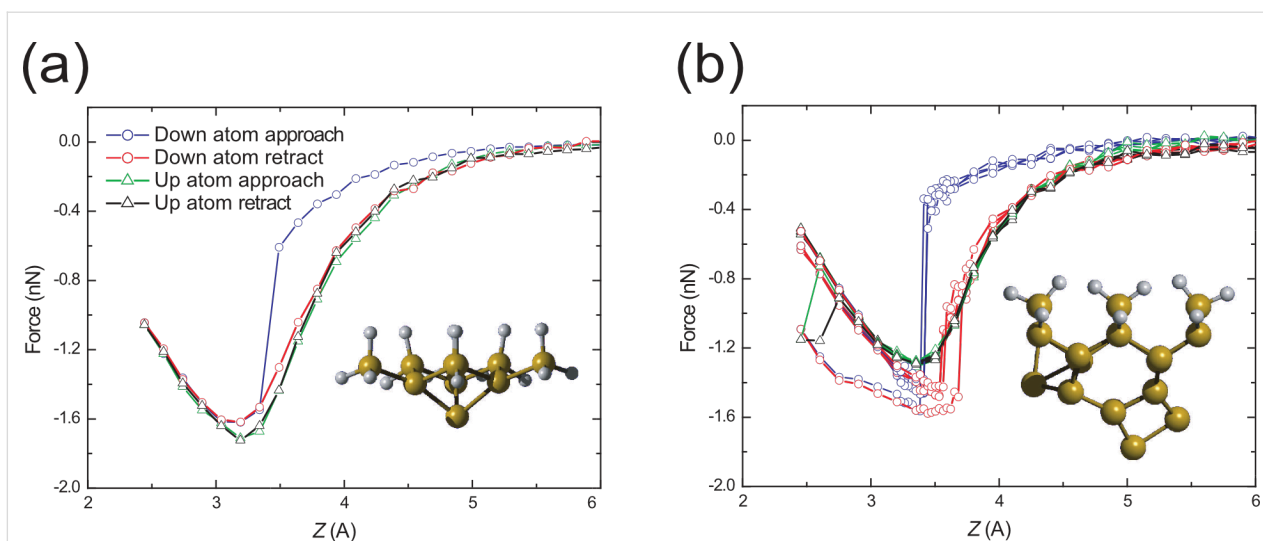 (a)
(b)
0.0
-0.4
-0.8
-1.2
-1.6
-2.0
Force (nN)
Down atom approach
Down atom retract
Up atom approach
Up atom retract
2
3
4
5
6
Z (A)
0.0
-0.4
-0.8
-1.2
-1.6
-2.0
Force (nN)
2
3
4
5
6
Z (A)